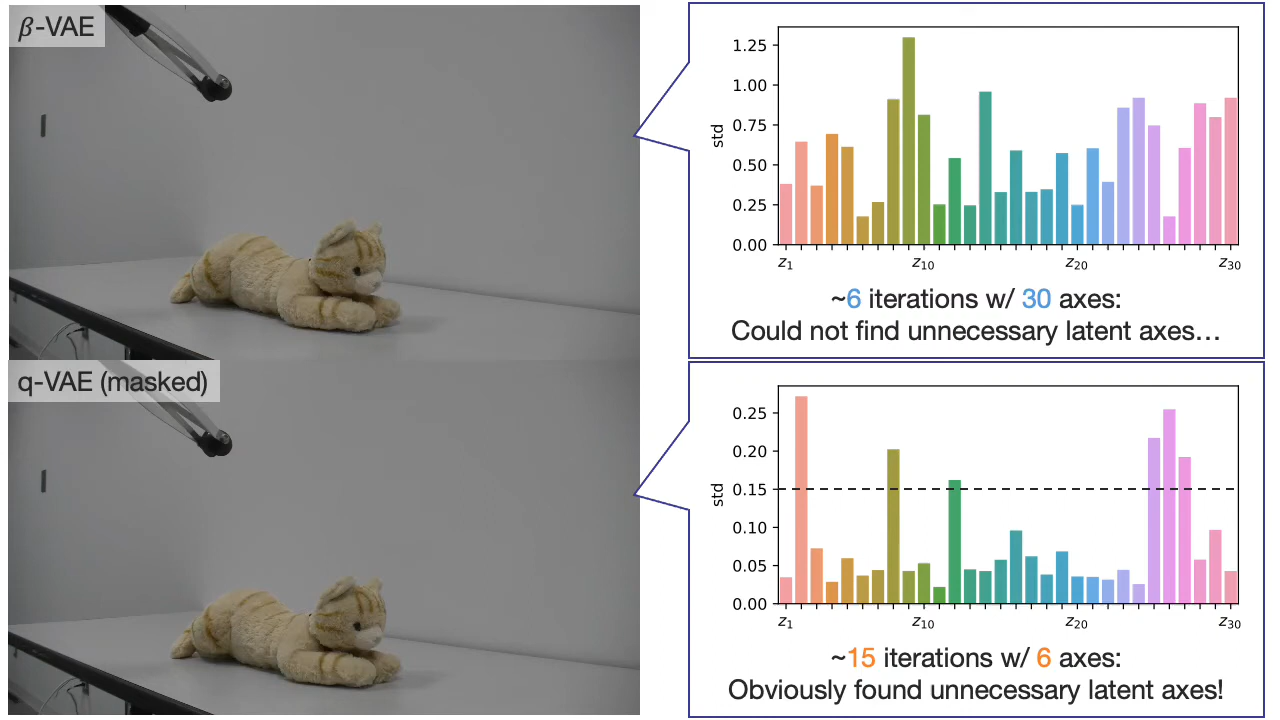 β-VAE
1.25
1.00
0.75
0.50
0.25
0.00
std
z1 z10 z20 z30
~6 iterations w/ 30 axes:
Could not find unnecessary latent axes…
q-VAE (masked)
0.25
0.20
0.15
0.10
0.05
0.00
std
z1 z10 z20 z30
~15 iterations w/ 6 axes:
Obviously found unnecessary latent axes!